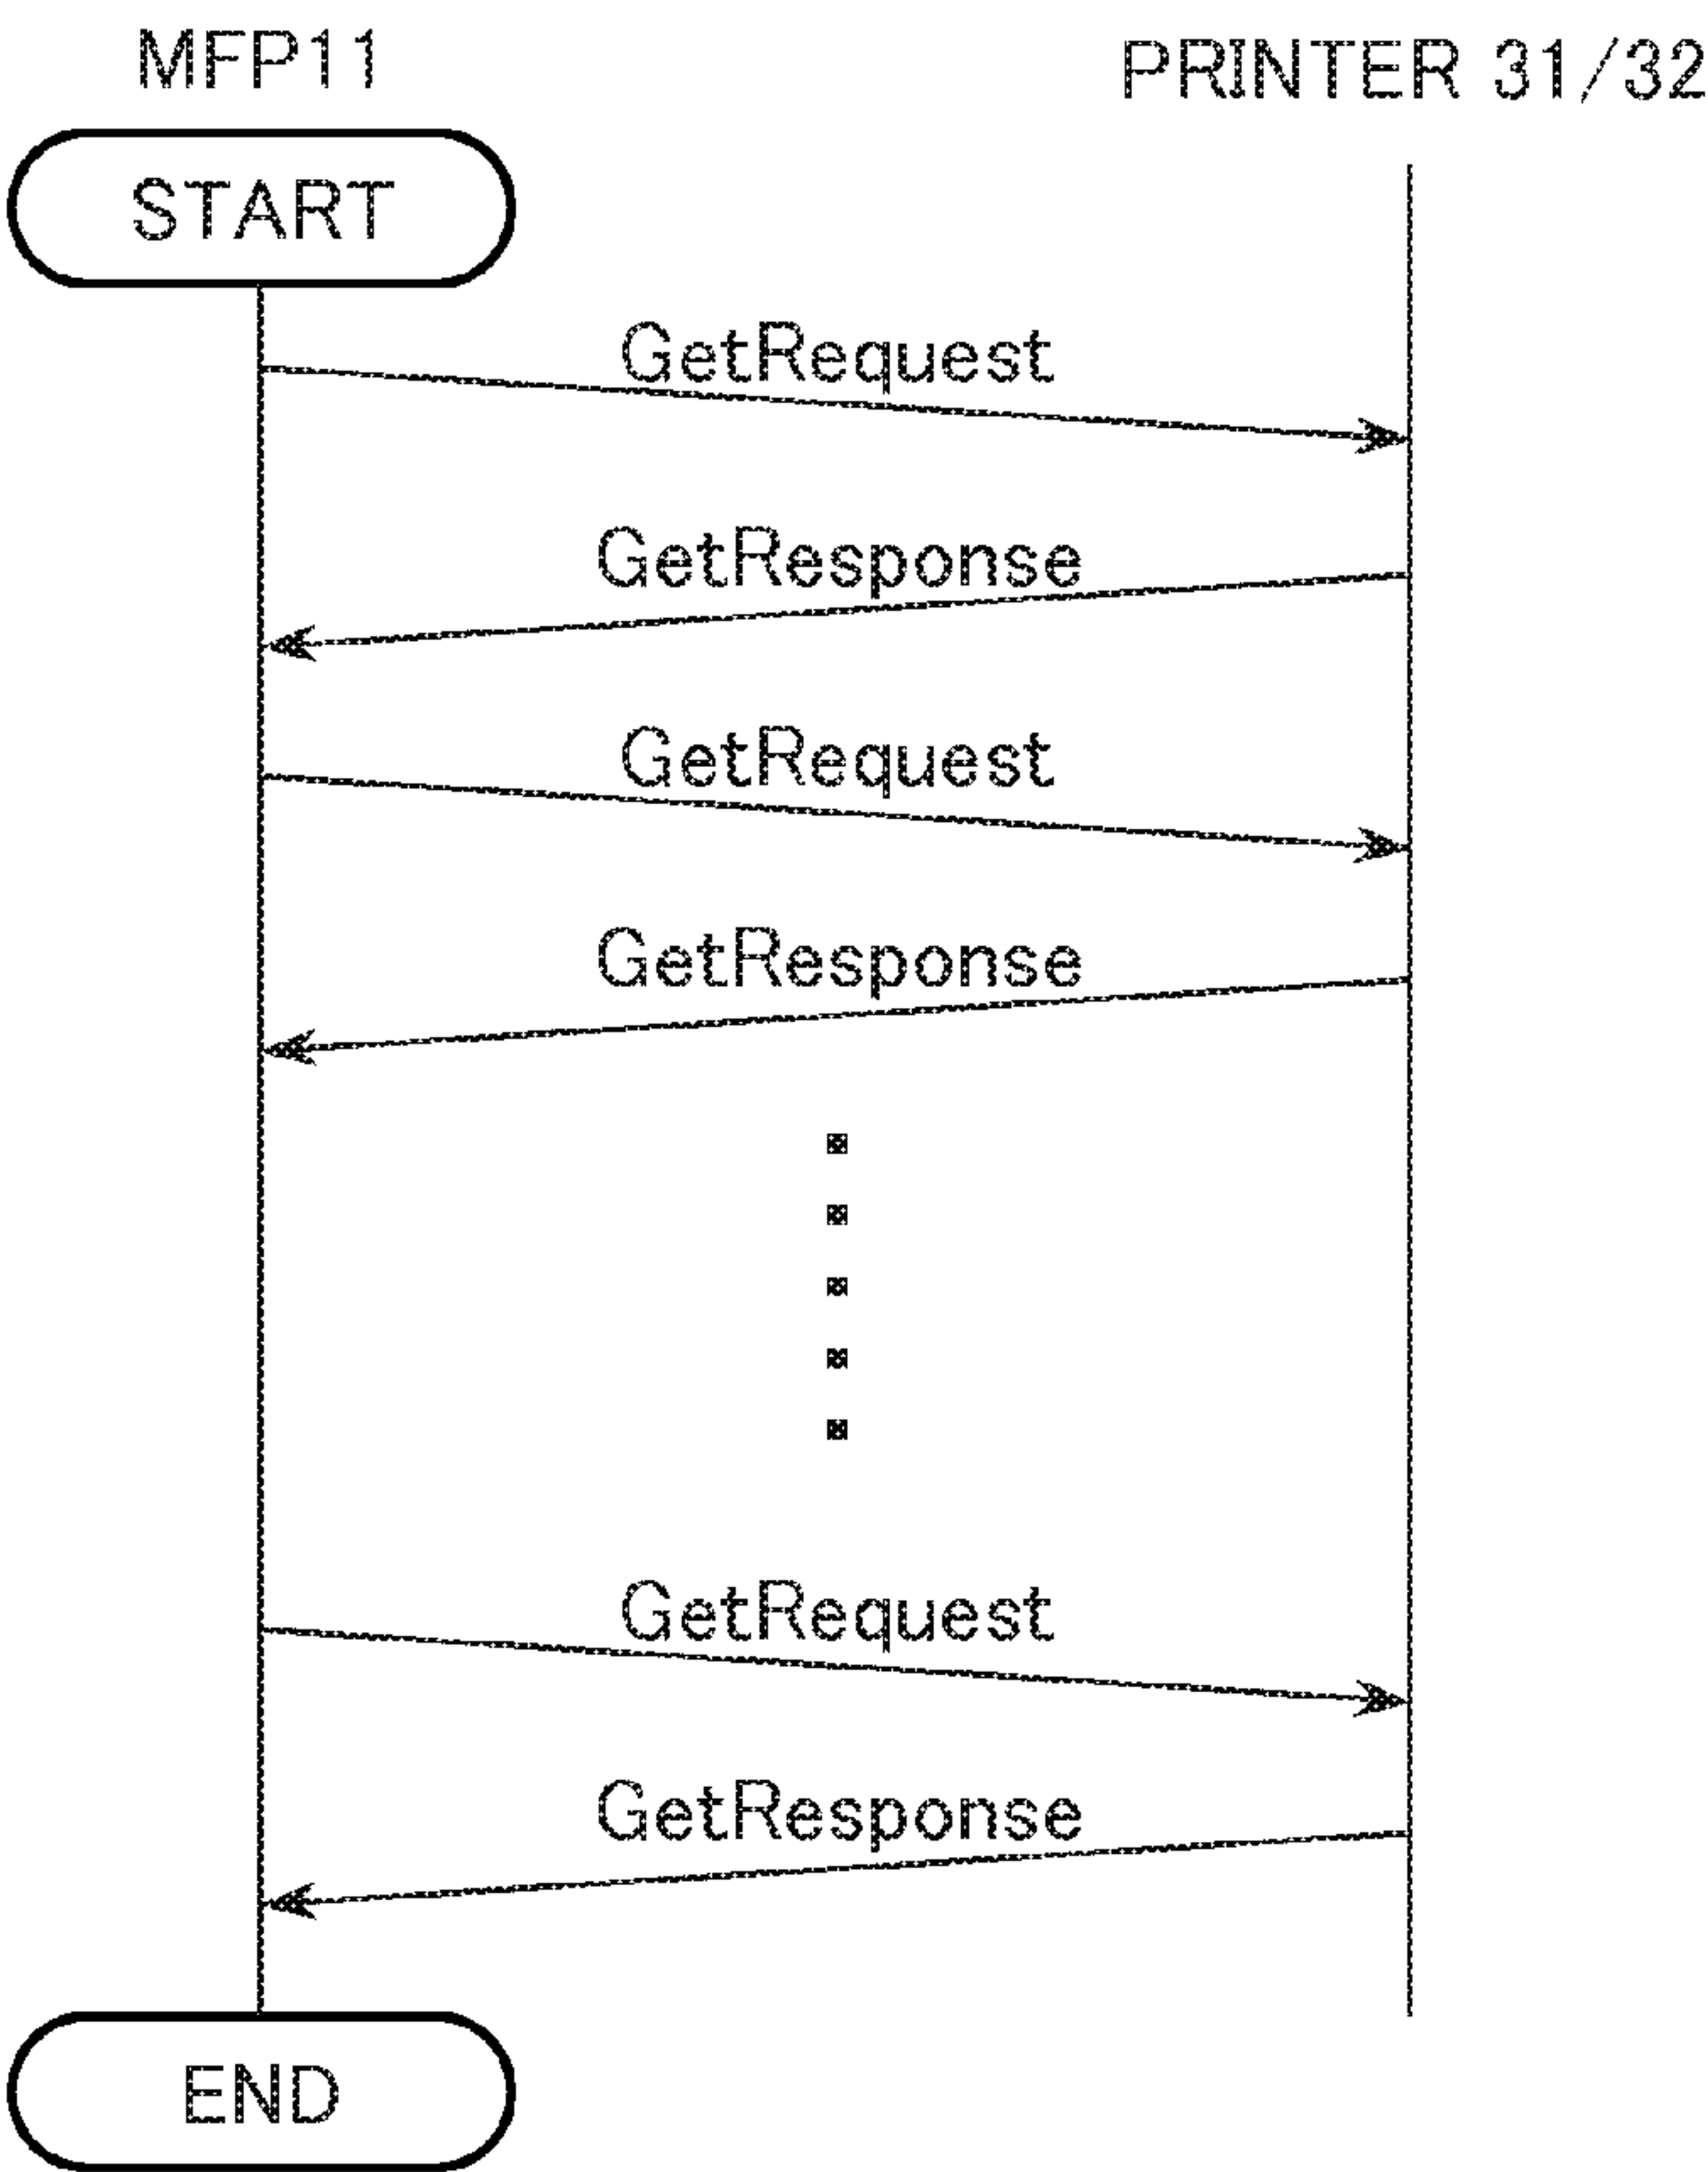 MFP11
PRINTER 31/32
START
GetRequest
GetResponse
GetRequest
GetResponse
GetRequest
GetResponse
END